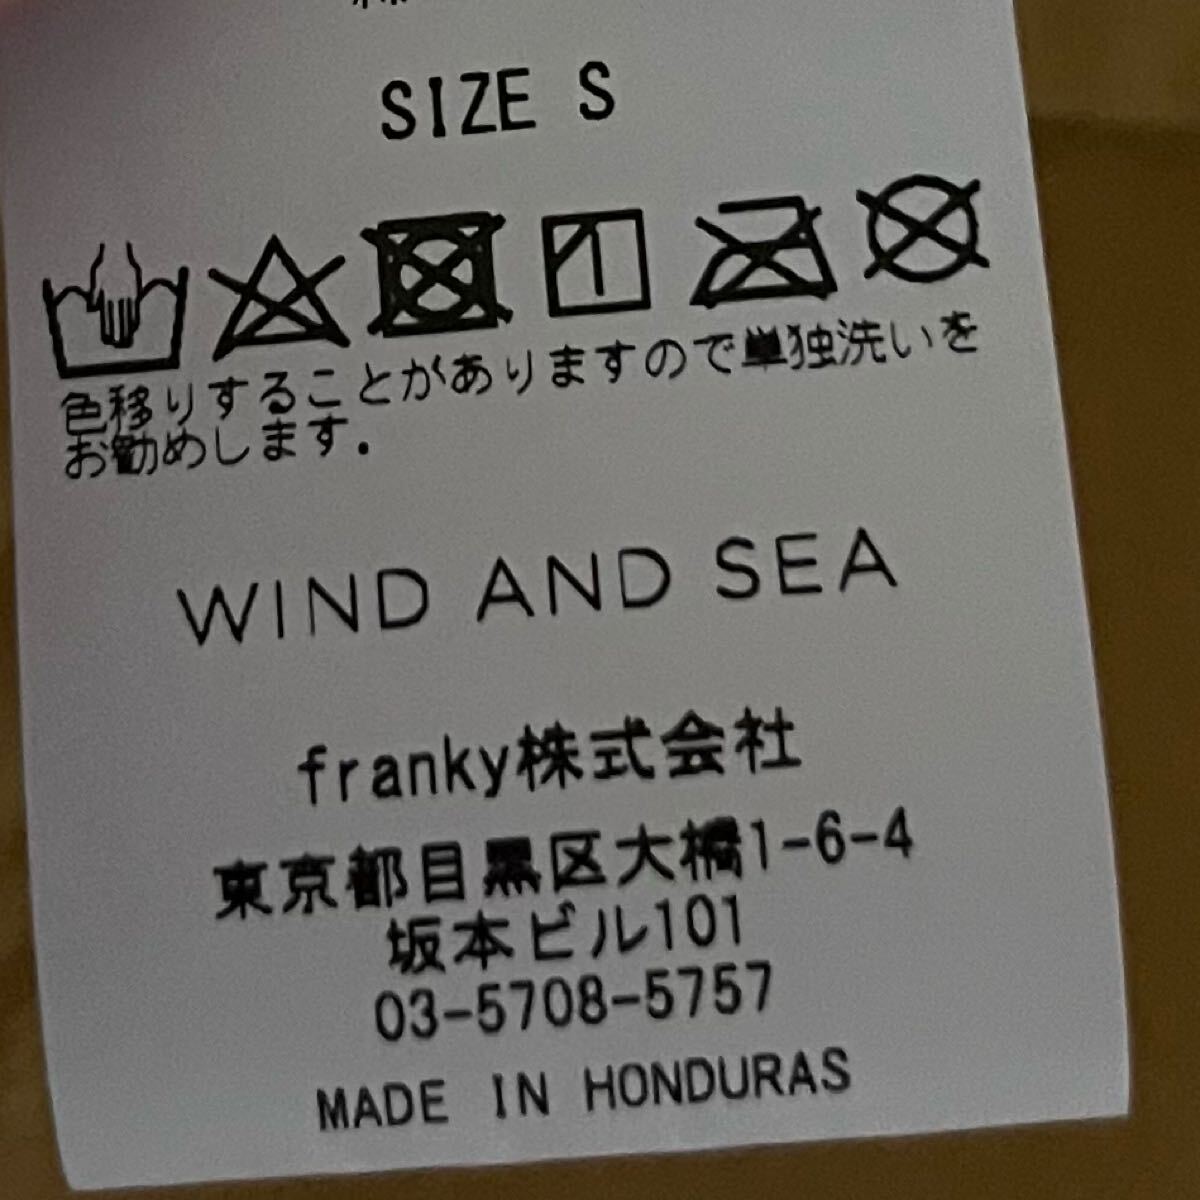 SIZE S
色移りすることがありますので単独洗いを
お勧めします.
WIND AND SEA
franky株式会社
東京都目黒区大橋1-6-4
坂本ビル101
03-5708-5757
MADE IN HONDURAS